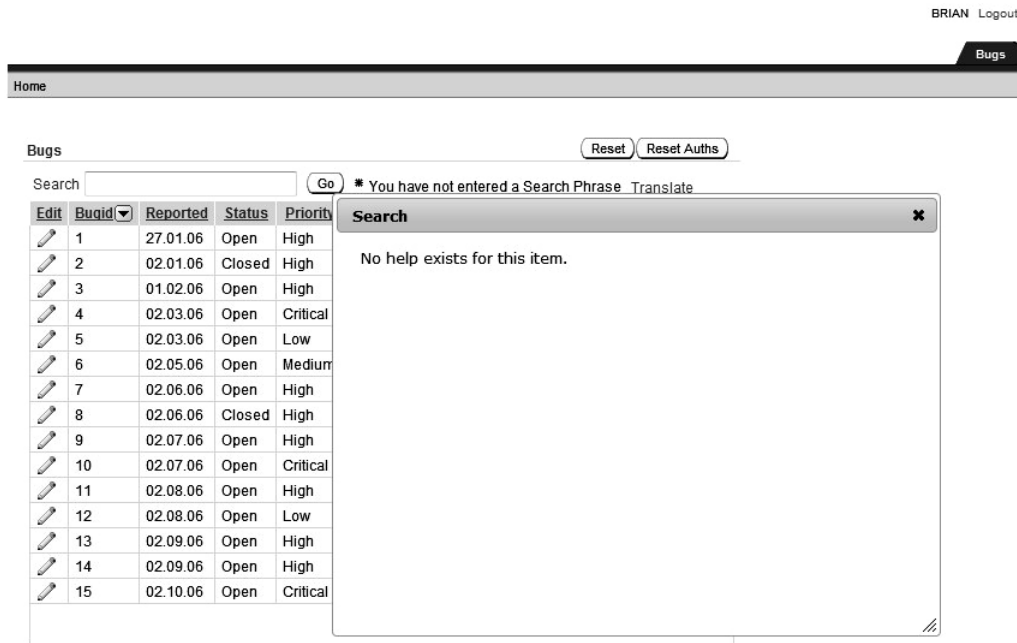 BRIAN Logout
Bugs
Home
Bugs Reset Reset Auths
Search Go * You have not entered a Search Phrase Translate
Edit Bugid Reported Status Priority
1 27.01.06 Open High
2 02.01.06 Closed High
3 01.02.06 Open High
4 02.03.06 Open Critical
5 02.03.06 Open Low
6 02.05.06 Open Medium
7 02.06.06 Open High
8 02.06.06 Closed High
9 02.07.06 Open High
10 02.07.06 Open Critical
11 02.08.06 Open High
12 02.08.06 Open Low
13 02.09.06 Open High
14 02.09.06 Open High
15 02.10.06 Open Critical
Search
No help exists for this item.